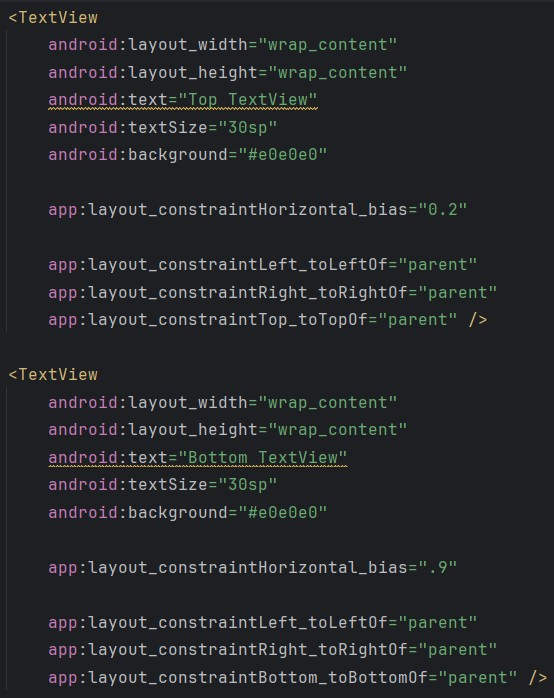 <TextView
android:layout_width="wrap_content"
android:layout_height="wrap_content"
android:text="Top TextView"
android:textSize="30sp"
android:background="#e0e0e0"
app:layout_constraintHorizontal_bias="0.2"
app:layout_constraintLeft_toLeftOf="parent"
app:layout_constraintRight_toRightOf="parent"
app:layout_constraintTop_toTopOf="parent" />
<TextView
android:layout_width="wrap_content"
android:layout_height="wrap_content"
android:text="Bottom TextView"
android:textSize="30sp"
android:background="#e0e0e0"
app:layout_constraintHorizontal_bias=".9"
app:layout_constraintLeft_toLeftOf="parent"
app:layout_constraintRight_toRightOf="parent"
app:layout_constraintBottom_toBottomOf="parent" />